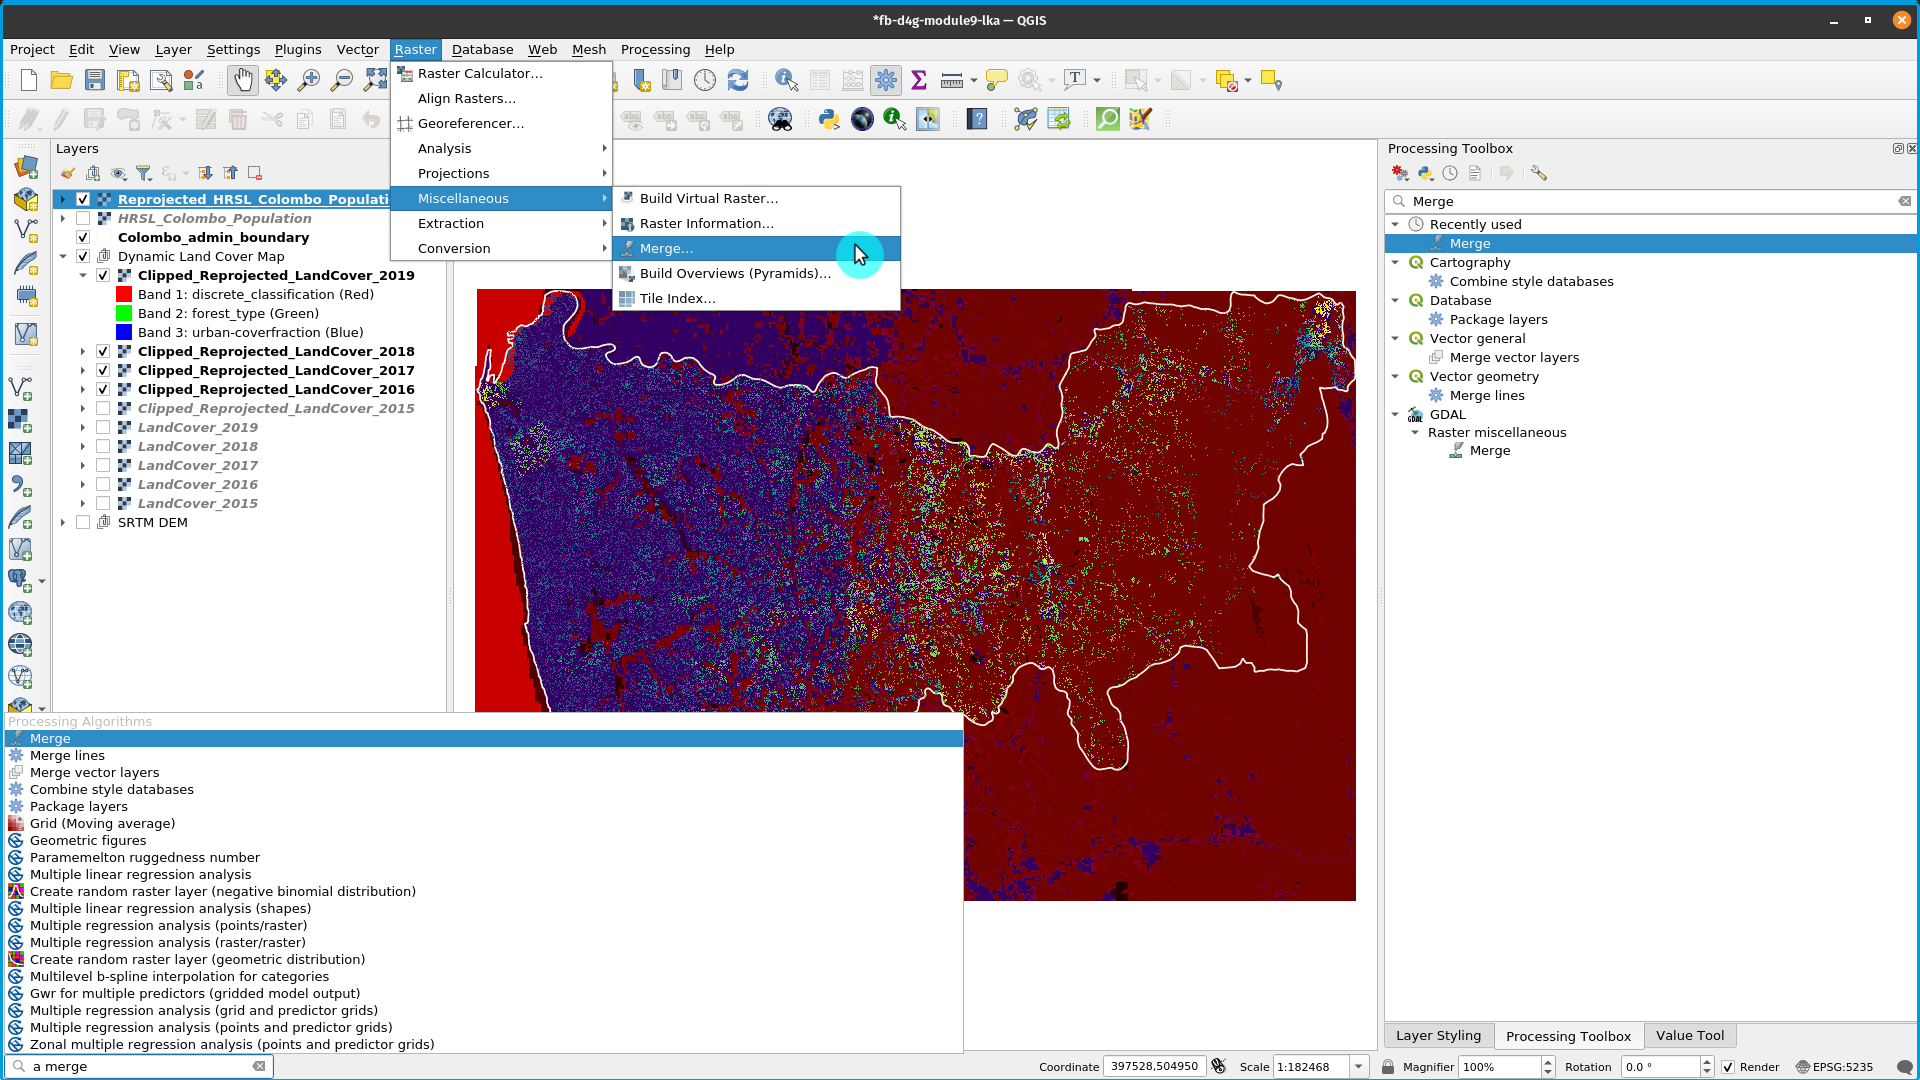 *fb-d4g-module9-lka — QGIS
Project Edit View Layer Settings Plugins Vector Raster Database Web Mesh Processing Help
Raster Calculator...
Align Rasters...
Georeferencer...
Analysis
Projections
Miscellaneous
Extraction
Conversion
Build Virtual Raster...
Raster Information...
Merge...
Build Overviews (Pyramids)...
Tile Index...
Layers
Reprojected_HRSL_Colombo_Populati
HRSL_Colombo_Population
Colombo_admin_boundary
Dynamic Land Cover Map
Clipped_Reprojected_LandCover_2019
Band 1: discrete_classification (Red)
Band 2: forest_type (Green)
Band 3: urban-coverfraction (Blue)
Clipped_Reprojected_LandCover_2018
Clipped_Reprojected_LandCover_2017
Clipped_Reprojected_LandCover_2016
Clipped_Reprojected_LandCover_2015
LandCover_2019
LandCover_2018
LandCover_2017
LandCover_2016
LandCover_2015
SRTM DEM
Processing Algorithms
Merge
Merge lines
Merge vector layers
Combine style databases
Package layers
Grid (Moving average)
Geometric figures
Paramemelton ruggedness number
Multiple linear regression analysis
Create random raster layer (negative binomial distribution)
Multiple linear regression analysis (shapes)
Multiple regression analysis (points/raster)
Multiple regression analysis (raster/raster)
Create random raster layer (geometric distribution)
Multilevel b-spline interpolation for categories
Gwr for multiple predictors (gridded model output)
Multiple regression analysis (grid and predictor grids)
Multiple regression analysis (points and predictor grids)
Zonal multiple regression analysis (points and predictor grids)
a merge
Processing Toolbox
Merge
Recently used
Merge
Cartography
Combine style databases
Database
Package layers
Vector general
Merge vector layers
Vector geometry
Merge lines
GDAL
Raster miscellaneous
Merge
Layer Styling Processing Toolbox Value Tool
Coordinate 397528,504950 Scale 1:182468 Magnifier 100% Rotation 0.0 ° Render EPSG:5235